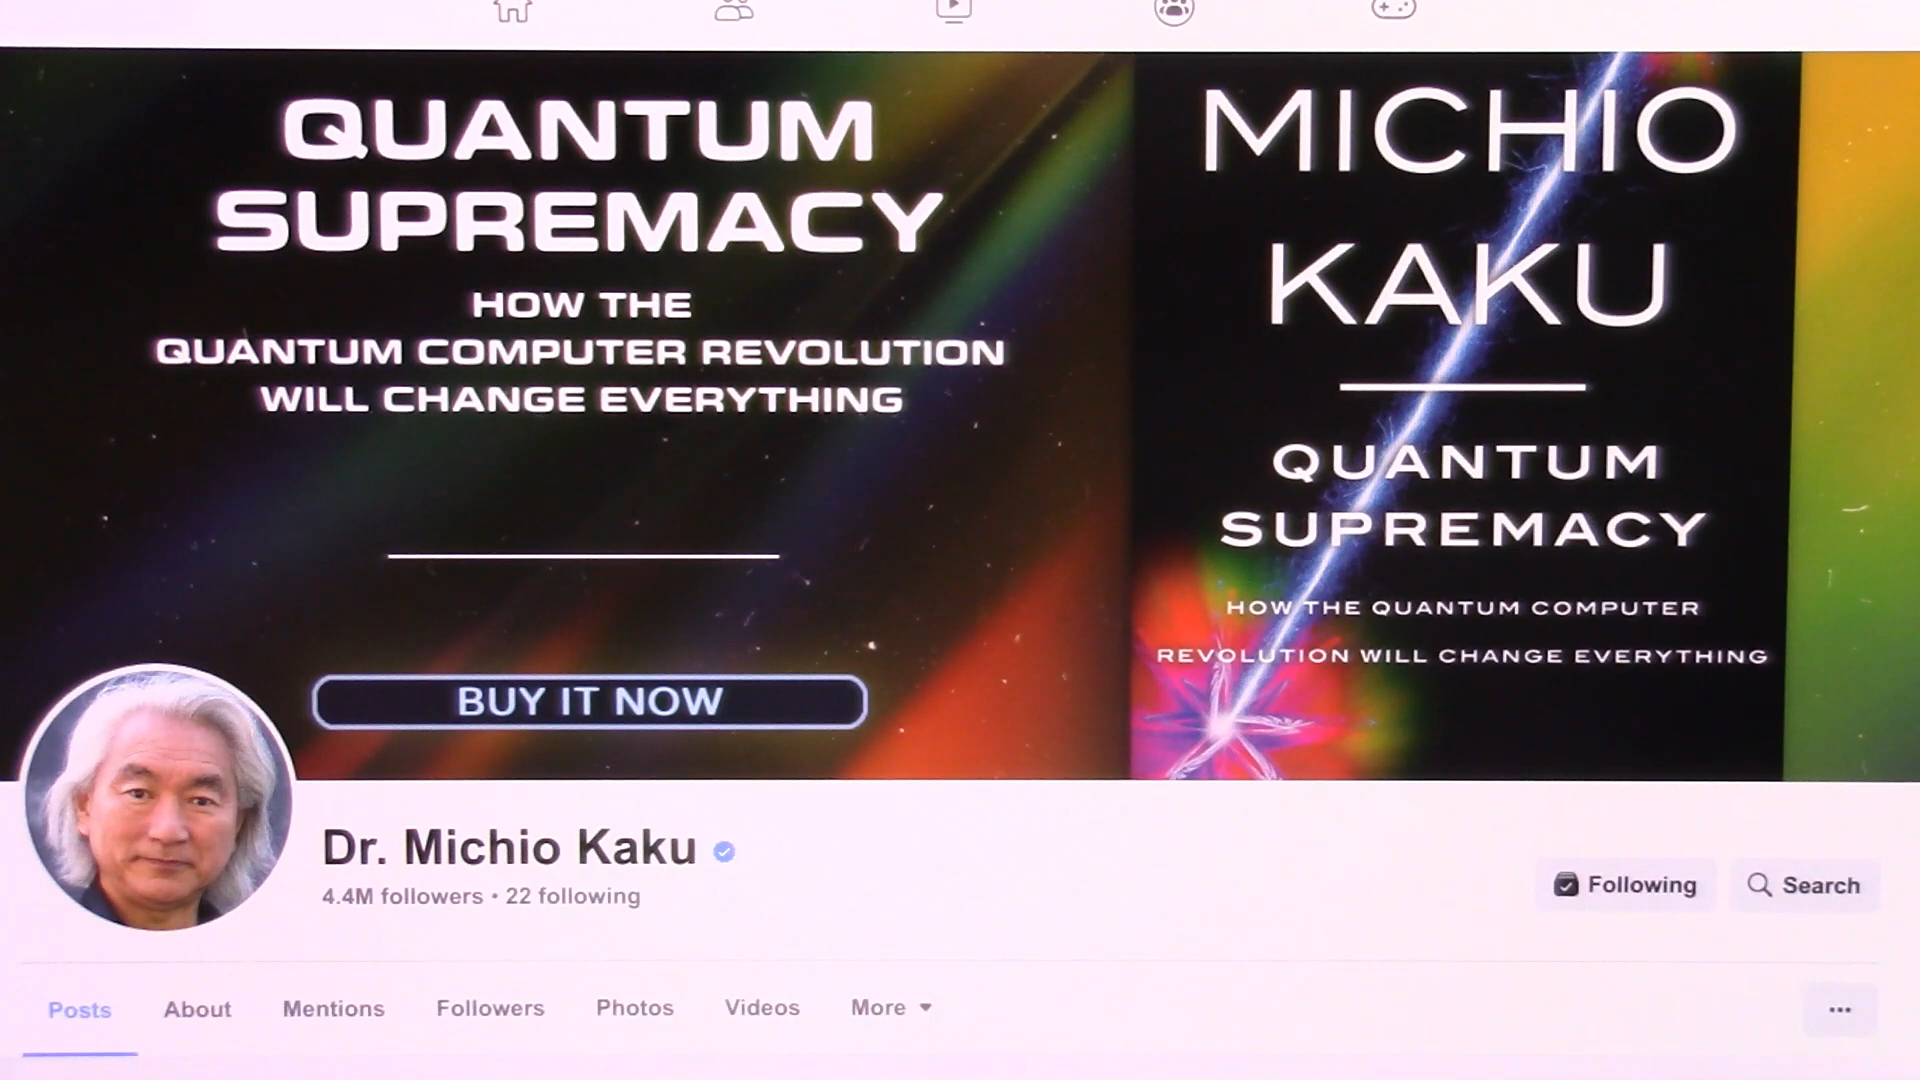 QUANTUM
SUPREMACY
HOW THE
QUANTUM COMPUTER REVOLUTION
WILL CHANGE EVERYTHING
BUY IT NOW
MICHIO
KAKU
QUANTUM
SUPREMACY
HOW THE QUANTUM COMPUTER
REVOLUTION WILL CHANGE EVERYTHING
Dr. Michio Kaku
4.4M followers • 22 following
Following
Search
Posts
About
Mentions
Followers
Photos
Videos
More